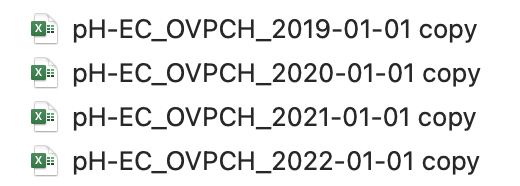 pH-EC_OVPCH_2019-01-01 copy
pH-EC_OVPCH_2020-01-01 copy
pH-EC_OVPCH_2021-01-01 copy
pH-EC_OVPCH_2022-01-01 copy